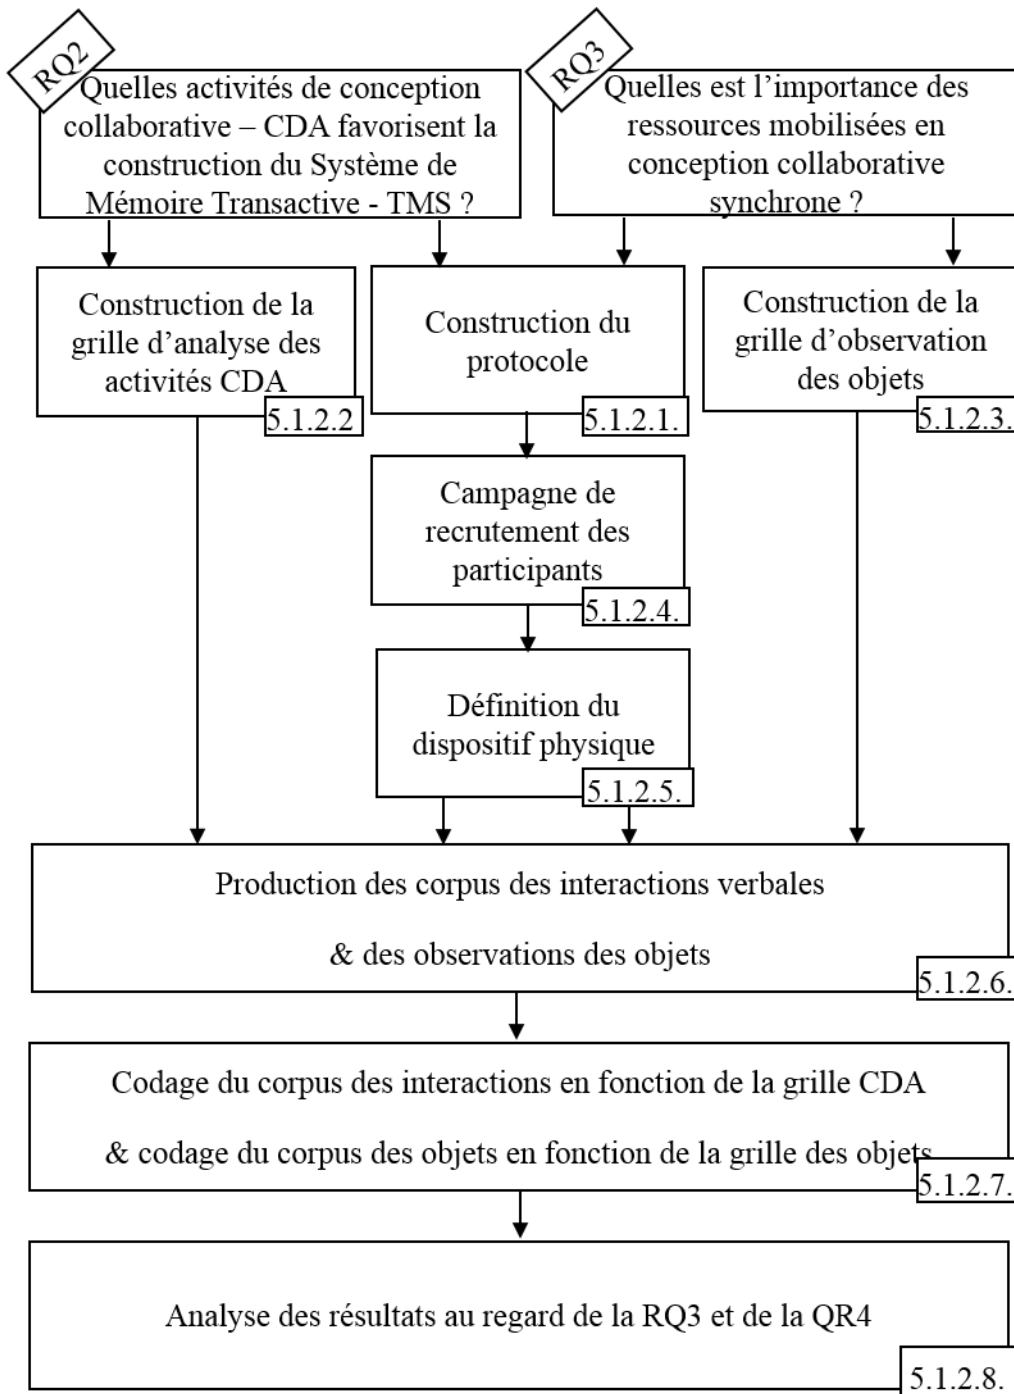 RQ2
Quelles activités de conception
collaborative – CDA favorisent la
construction du Système de
Mémoire Transactive - TMS ?
RQ3
Quelles est l’importance des
ressources mobilisées en
conception collaborative
synchrone ?
Construction de la
grille d’analyse des
activités CDA
5.1.2.2
Construction du
protocole
5.1.2.1.
Construction de la
grille d’observation
des objets
5.1.2.3.
Campagne de
recrutement des
participants
5.1.2.4.
Définition du
dispositif physique
5.1.2.5.
Production des corpus des interactions verbales
& des observations des objets
5.1.2.6.
Codage du corpus des interactions en fonction de la grille CDA
& codage du corpus des objets en fonction de la grille des objets
5.1.2.7.
Analyse des résultats au regard de la RQ3 et de la QR4
5.1.2.8.